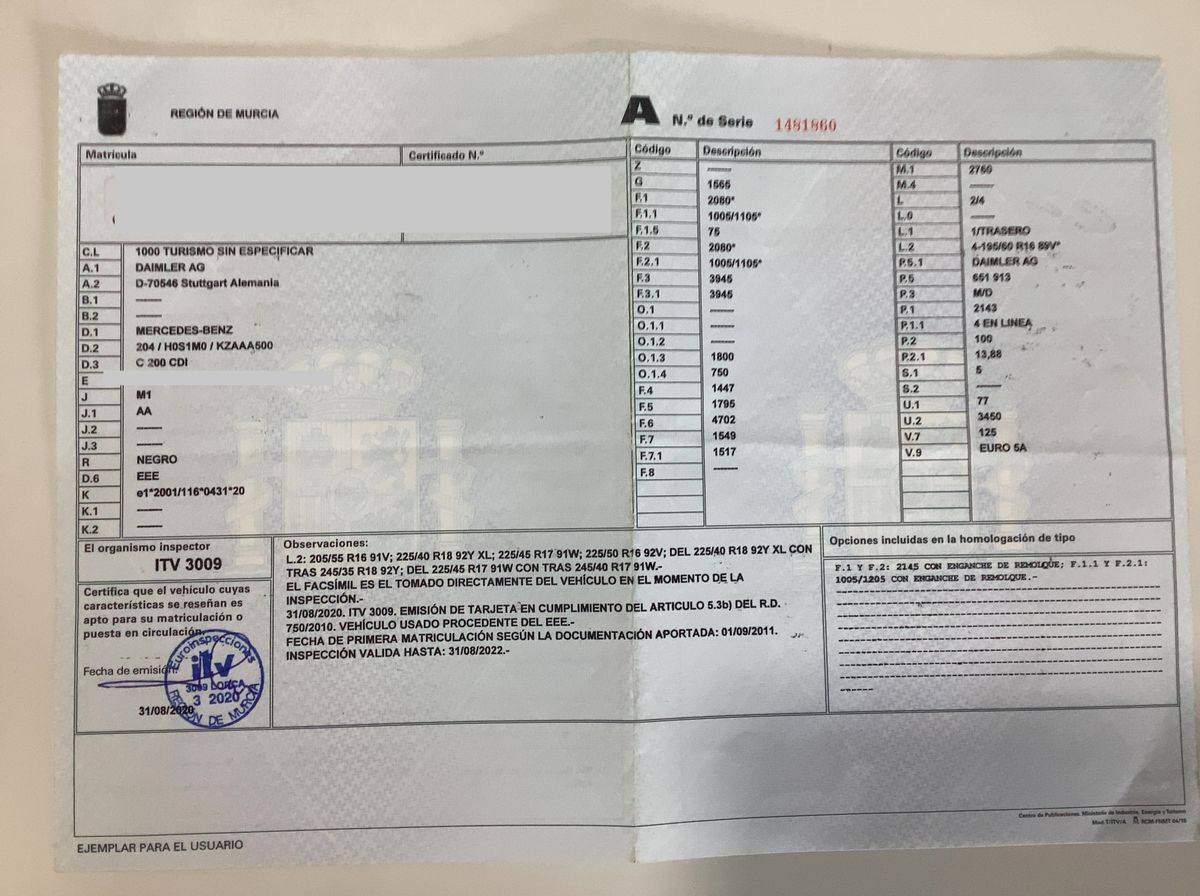 REGIÓN DE MURCIA
A N.º de Serie 1481860
Matrícula Certificado N.º
C.L 1000 TURISMO SIN ESPECIFICAR
A.1 DAIMLER AG
A.2 D-70546 Stuttgart Alemania
B.1 ——
B.2 ——
D.1 MERCEDES-BENZ
D.2 204 / H0S1M0 / KZAAA500
D.3 C 200 CDI
E
J M1
J.1 AA
J.2 ——
J.3 ——
R NEGRO
D.6 EEE
K e1*2001/116*0431*20
K.1 ——
K.2 ——
Código Descripción
Z ——
G 1565
F.1 2080*
F.1.1 1005/1105*
F.1.5 75
F.2 2080*
F.2.1 1005/1105*
F.3 3945
F.3.1 3945
O.1 ——
O.1.1 ——
O.1.2 ——
O.1.3 1800
O.1.4 750
F.4 1447
F.5 1795
F.6 4702
F.7 1549
F.7.1 1517
F.8 ——
Código Descripción
M.1 2760
M.4 ——
L 2/4
L.0 ——
L.1 1/TRASERO
L.2 4-195/60 R16 89V*
P.5.1 DAIMLER AG
P.5 651 913
P.3 M/D
P.1 2143
P.1.1 4 EN LINEA
P.2 100
P.2.1 13,88
S.1 5
S.2 ——
U.1 77
U.2 3450
V.7 125
V.9 EURO 5A
El organismo inspector
ITV 3009
Certifica que el vehículo cuyas
características se reseñan es
apto para su matriculación o
puesta en circulación.
Fecha de emisión:
31/08/2020
Euroinspecciones
itv
3009 LORCA
3 2020
REGIÓN DE MURCIA
Observaciones:
L.2: 205/55 R16 91V; 225/40 R18 92Y XL; 225/45 R17 91W; 225/50 R16 92V; DEL 225/40 R18 92Y XL CON
TRAS 245/35 R18 92Y; DEL 225/45 R17 91W CON TRAS 245/40 R17 91W.-
EL FACSÍMIL ES EL TOMADO DIRECTAMENTE DEL VEHÍCULO EN EL MOMENTO DE LA
INSPECCIÓN.-
31/08/2020. ITV 3009. EMISIÓN DE TARJETA EN CUMPLIMIENTO DEL ARTICULO 5.3b) DEL R.D.
750/2010. VEHÍCULO USADO PROCEDENTE DEL EEE.-
FECHA DE PRIMERA MATRICULACIÓN SEGÚN LA DOCUMENTACIÓN APORTADA: 01/09/2011.
INSPECCIÓN VALIDA HASTA: 31/08/2022.-
Opciones incluidas en la homologación de tipo
F.1 Y F.2: 2145 CON ENGANCHE DE REMOLQUE; F.1.1 Y F.2.1:
1005/1205 CON ENGANCHE DE REMOLQUE.-
Centro de Publicaciones. Ministerio de Industria, Energía y Turismo
Mod.T/ITV/A RCM-FNMT 04/15
EJEMPLAR PARA EL USUARIO